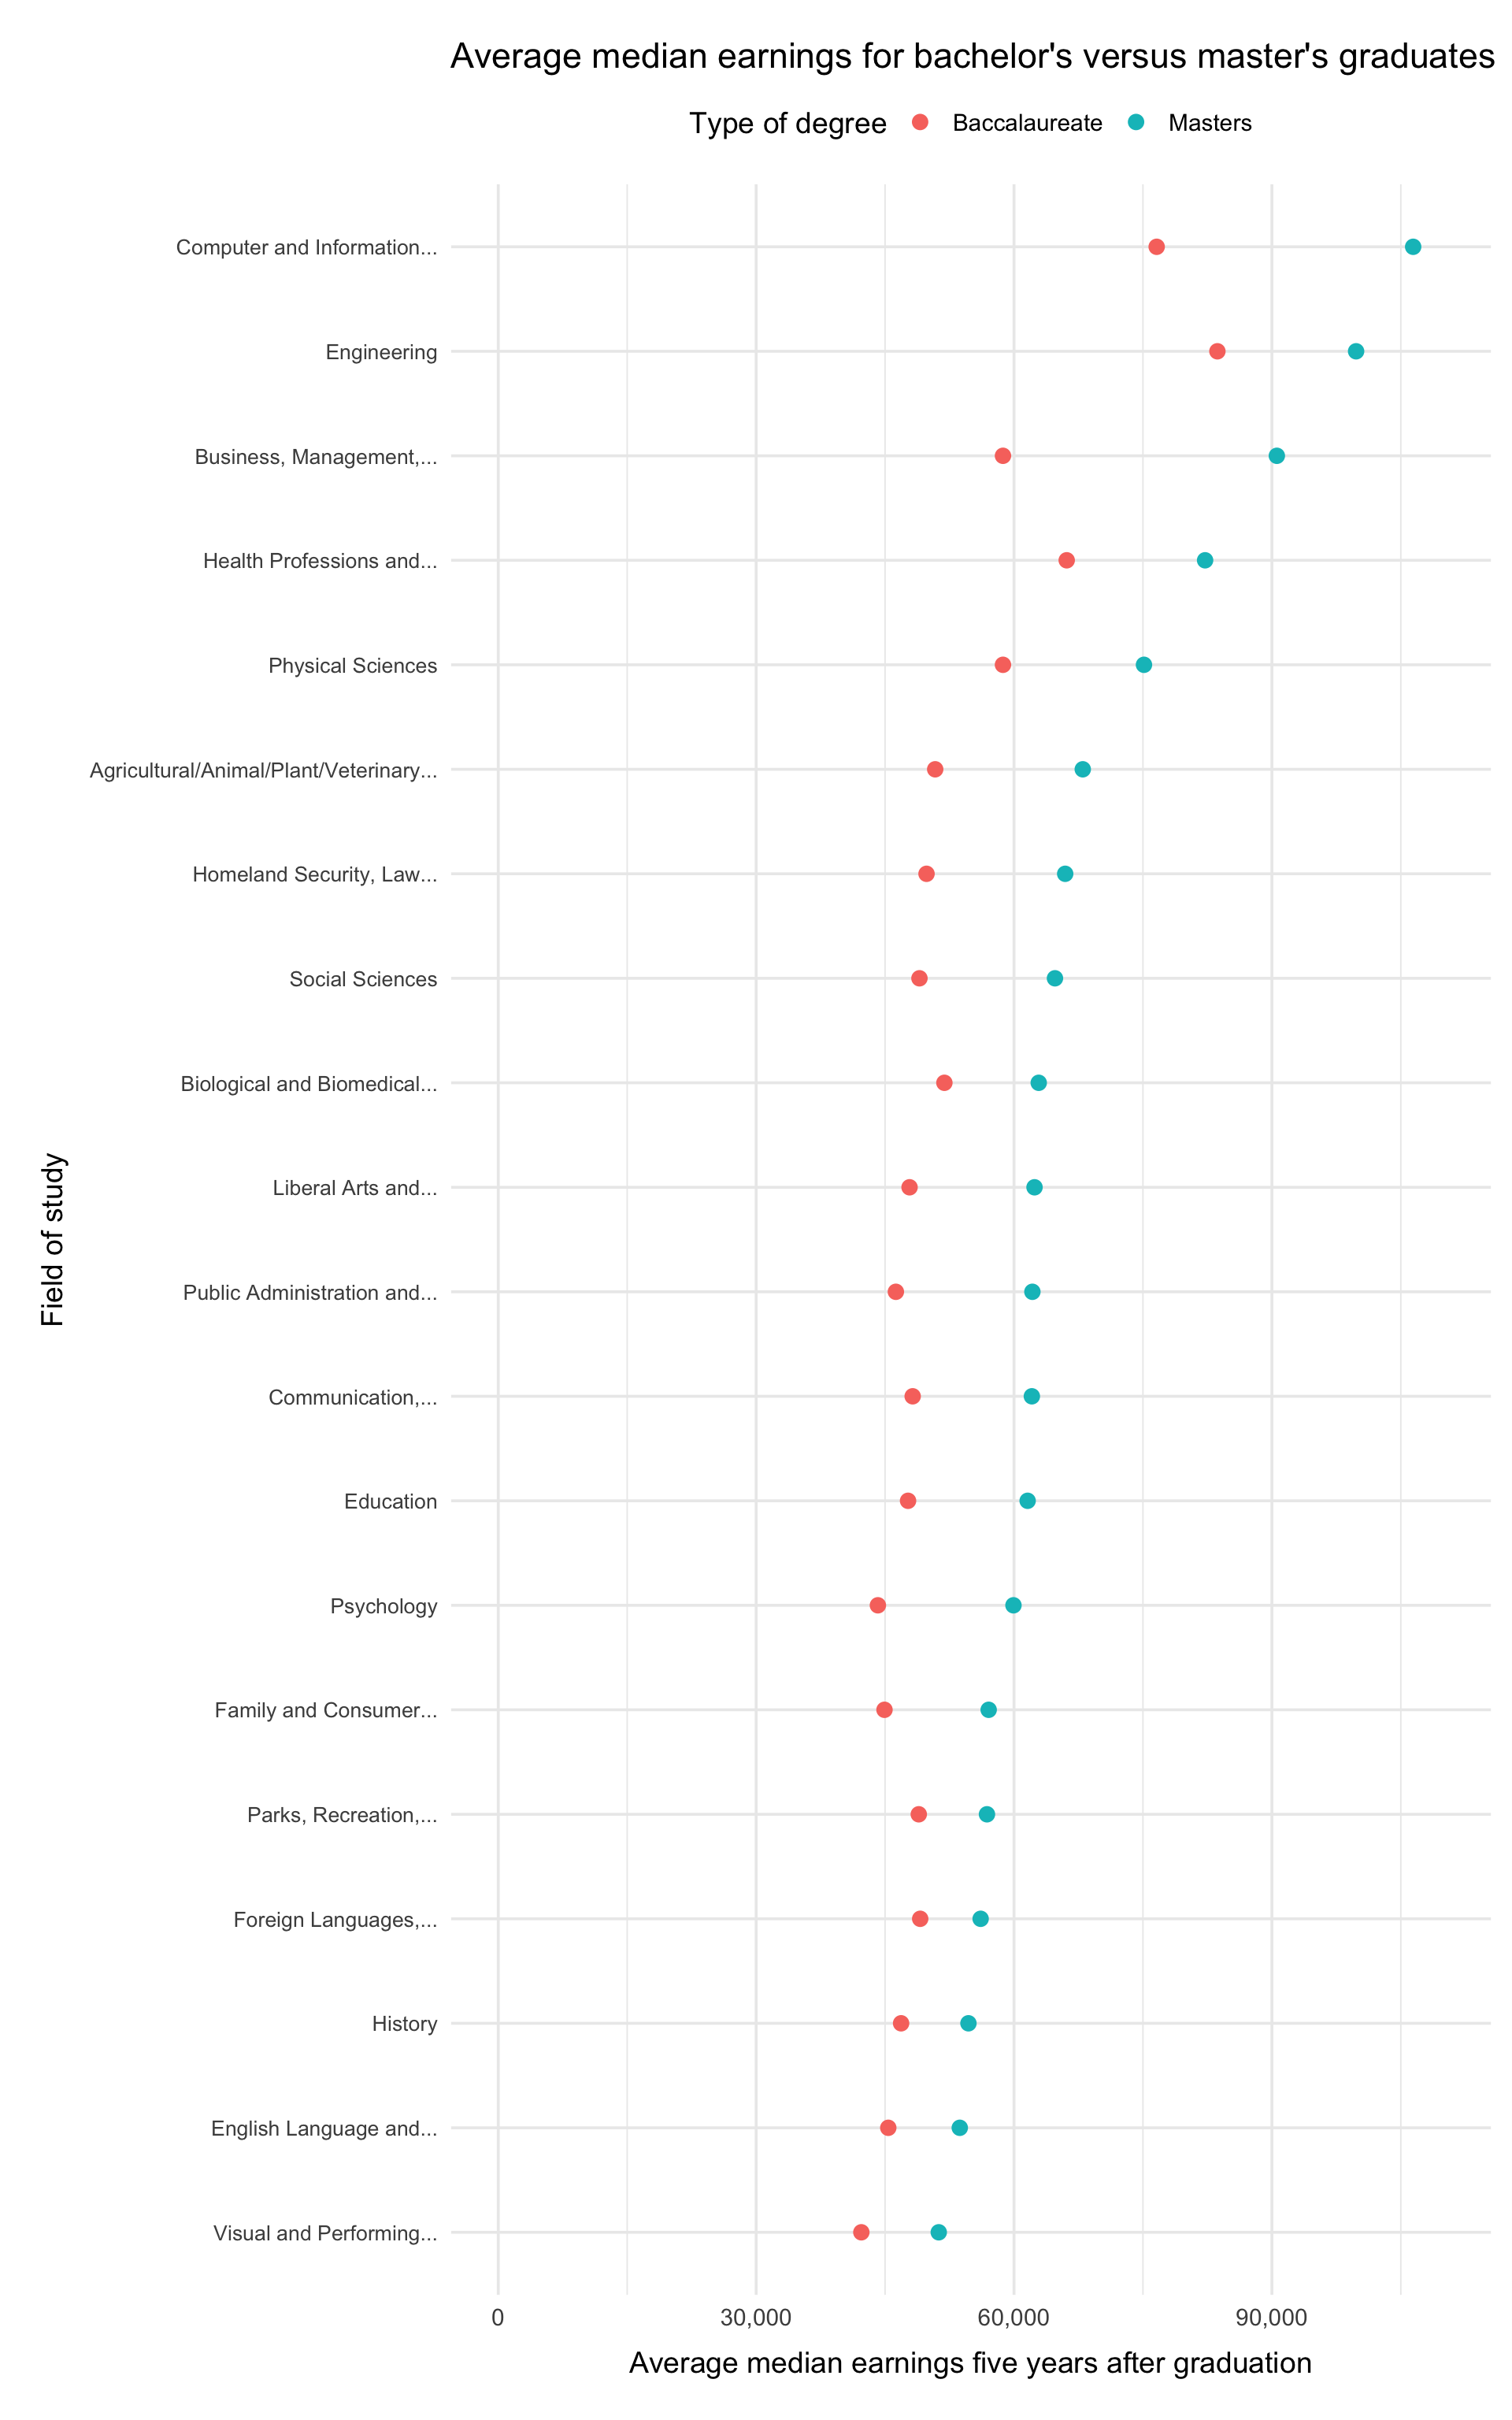 Average median earnings for bachelor's versus master's graduates
Type of degree Baccalaureate Masters
Computer and Information...
Engineering
Business, Management,...
Health Professions and...
Physical Sciences
Agricultural/Animal/Plant/Veterinary...
Homeland Security, Law...
Social Sciences
Biological and Biomedical...
Liberal Arts and...
Public Administration and...
Communication,...
Education
Psychology
Family and Consumer...
Parks, Recreation,...
Foreign Languages,...
History
English Language and...
Visual and Performing...
Field of study
0 30,000 60,000 90,000
Average median earnings five years after graduation